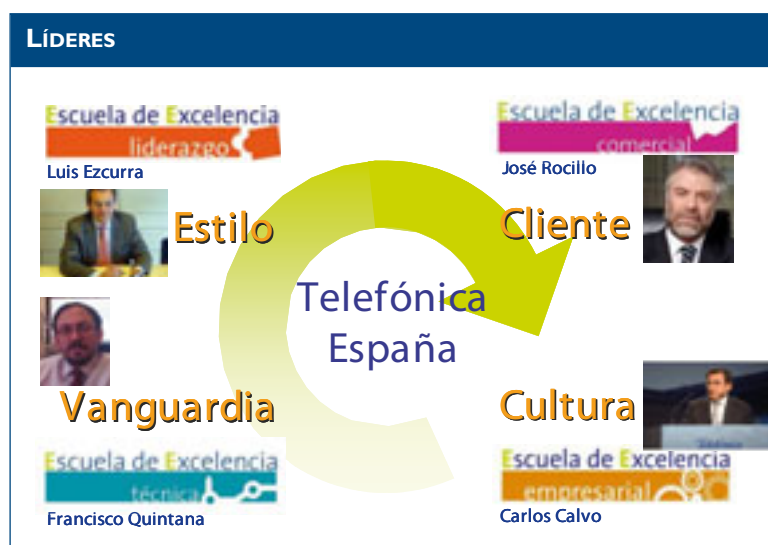 LÍDERES
Escuela de Excelencia
liderazgo
Luis Ezcurra
Estilo
Escuela de Excelencia
comercial
José Rocillo
Cliente
Telefónica
España
Vanguardia
Escuela de Excelencia
técnica
Francisco Quintana
Cultura
Escuela de Excelencia
empresarial
Carlos Calvo